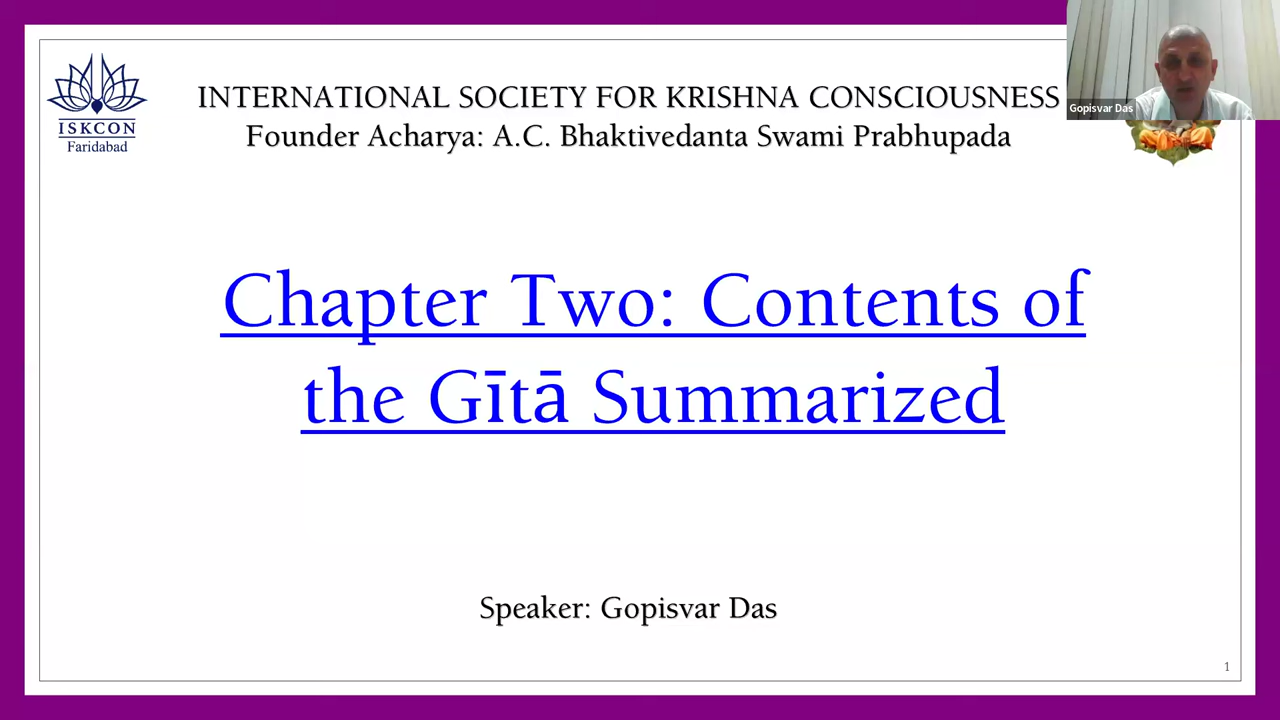 INTERNATIONAL SOCIETY FOR KRISHNA CONSCIOUSNESS
Founder Acharya: A.C. Bhaktivedanta Swami Prabhupada
ISKCON
Faridabad
Gopisvar Das
Chapter Two: Contents of
the Gītā Summarized
Speaker: Gopisvar Das
1